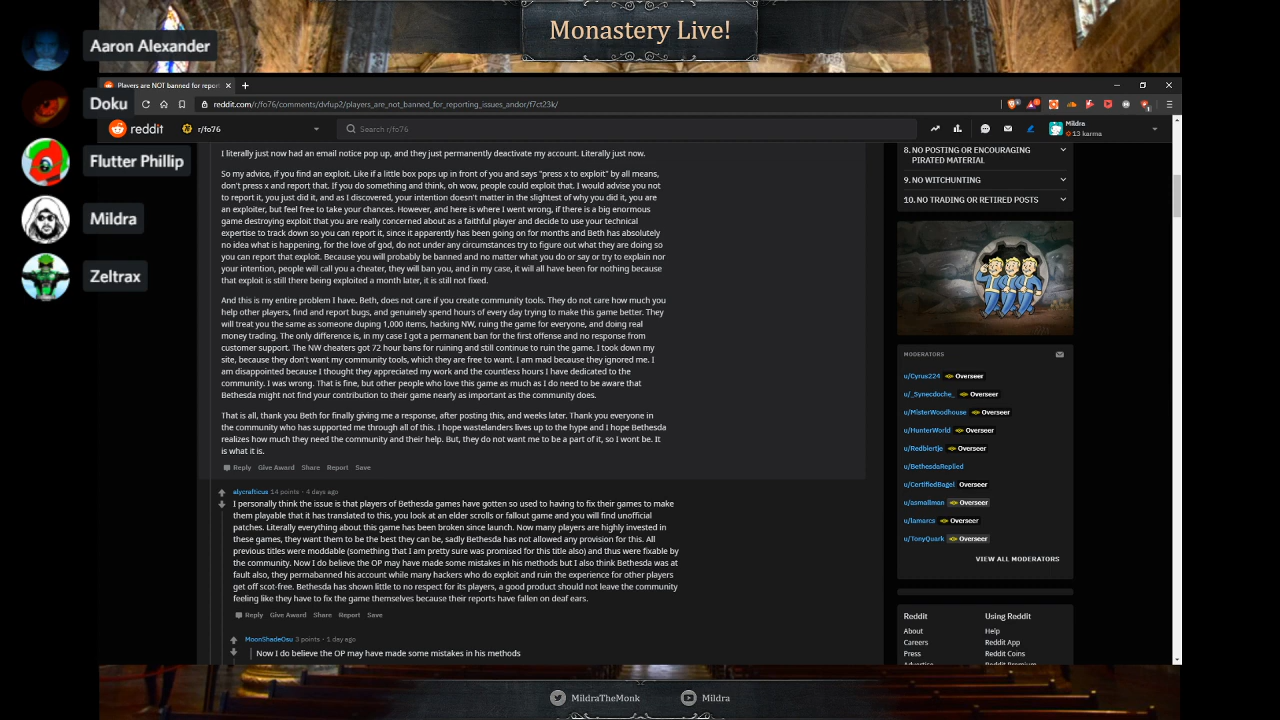 Monastery Live!
Aaron Alexander
Doku
Flutter Phillip
Mildra
Zeltrax
Players are NOT banned for report
reddit.com/r/fo76/comments/dvfup2/players_are_not_banned_for_reporting_issues_andor/f7ct23k/
reddit
r/fo76
Search r/fo76
Mildra
13 karma
I literally just now had an email notice pop up, and they just permanently deactivate my account. Literally just now.
So my advice, if you find an exploit. Like if a little box pops up in front of you and says "press x to exploit" by all means,
don't press x and report that. If you do something and think, oh wow, people could exploit that. I would advise you not
to report it, you just did it, and as I discovered, your intention doesn't matter in the slightest of why you did it, you are
an exploiter, but feel free to take your chances. However, and here is where I went wrong, if there is a big enormous
game destroying exploit that you are really concerned about as a faithful player and decide to use your technical
expertise to track down so you can report it, since it apparently has been going on for months and Beth has absolutely
no idea what is happening, for the love of god, do not under any circumstances try to figure out what they are doing so
you can report that exploit. Because you will probably be banned and no matter what you do or say or try to explain nor
your intention, people will call you a cheater, they will ban you, and in my case, it will all have been for nothing because
that exploit is still there being exploited a month later, it is still not fixed.
And this is my entire problem I have. Beth, does not care if you create community tools. They do not care how much you
help other players, find and report bugs, and genuinely spend hours of every day trying to make this game better. They
will treat you the same as someone duping 1,000 items, hacking NW, ruining the game for everyone, and doing real
money trading. The only difference is, in my case I got a permanent ban for the first offense and no response from
customer support. The NW cheaters got 72 hour bans for ruining and still continue to ruin the game. I took down my
site, because they don't want my community tools, which they are free to want. I am mad because they ignored me. I
am disappointed because I thought they appreciated my work and the countless hours I have dedicated to the
community. I was wrong. That is fine, but other people who love this game as much as I do need to be aware that
Bethesda might not find your contribution to their game nearly as important as the community does.
That is all, thank you Beth for finally giving me a response, after posting this, and weeks later. Thank you everyone in
the community who has supported me through all of this. I hope wastelanders lives up to the hype and I hope Bethesda
realizes how much they need the community and their help. But, they do not want me to be a part of it, so I wont be. It
is what it is.
Reply Give Award Share Report Save
alycrafticus 14 points · 4 days ago
I personally think the issue is that players of Bethesda games have gotten so used to having to fix their games to make
them playable that it has translated to this, you look at an elder scrolls or fallout game and you will find unofficial
patches. Literally everything about this game has been broken since launch. Now many players are highly invested in
these games, they want them to be the best they can be, sadly Bethesda has not allowed any provision for this. All
previous titles were moddable (something that I am pretty sure was promised for this title also) and thus were fixable by
the community. Now I do believe the OP may have made some mistakes in his methods but I also think Bethesda was at
fault also, they permabanned his account while many hackers who do exploit and ruin the experience for other players
get off scot-free. Bethesda has shown little to no respect for its players, a good product should not leave the community
feeling like they have to fix the game themselves because their reports have fallen on deaf ears.
Reply Give Award Share Report Save
MoonShadeOsu 3 points · 1 day ago
Now I do believe the OP may have made some mistakes in his methods
8. NO POSTING OR ENCOURAGING
PIRATED MATERIAL
9. NO WITCHUNTING
10. NO TRADING OR RETIRED POSTS
MODERATORS
u/Cyrus224 Overseer
u/_Synecdoche_ Overseer
u/MisterWoodhouse Overseer
u/HunterWorld Overseer
u/Redbiertje Overseer
u/BethesdaReplied
u/CertifiedBagel Overseer
u/asmallman Overseer
u/lamarcs Overseer
u/TonyQuark Overseer
VIEW ALL MODERATORS
Reddit Using Reddit
About Help
Careers Reddit App
Press Reddit Coins
Advertise Reddit Premium
MildraTheMonk
Mildra